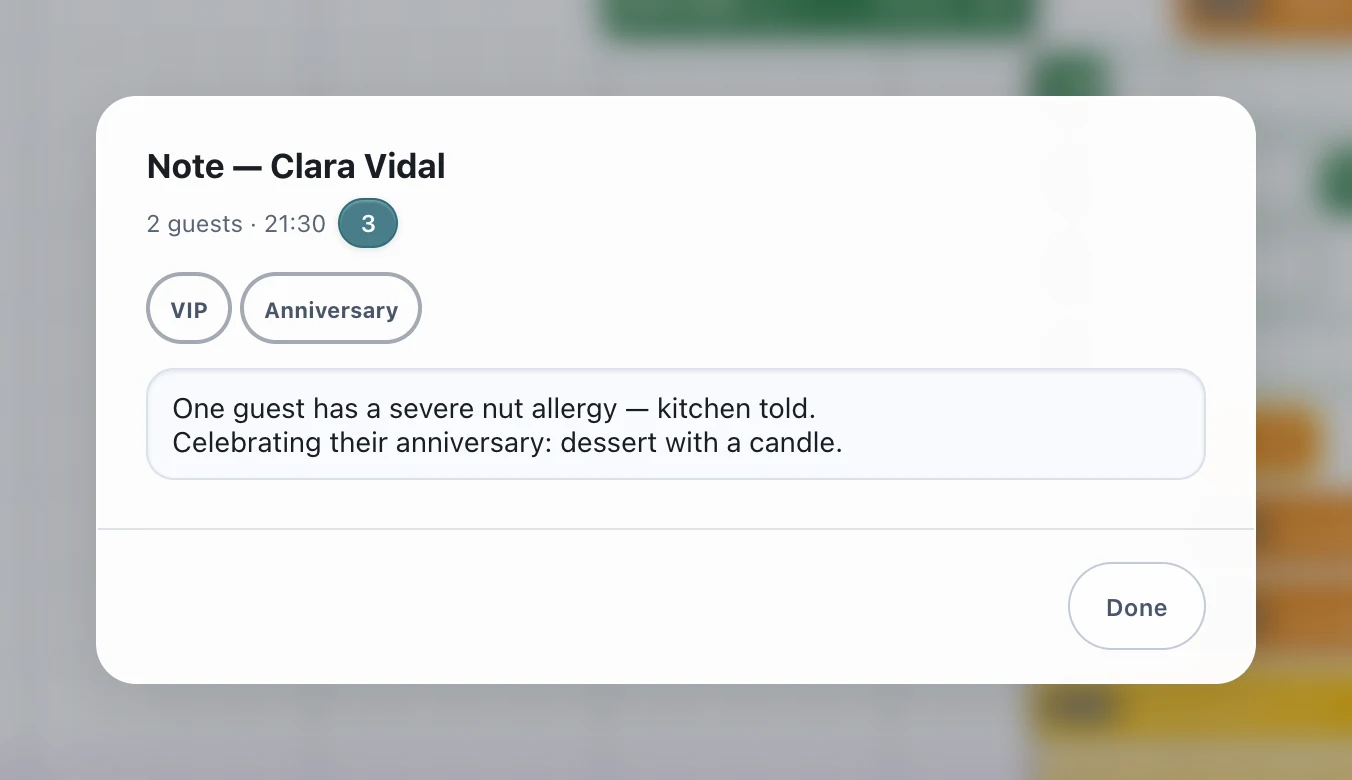 Note — Clara Vidal
2 guests · 21:30 3
VIP Anniversary
One guest has a severe nut allergy — kitchen told.
Celebrating their anniversary: dessert with a candle.
Done